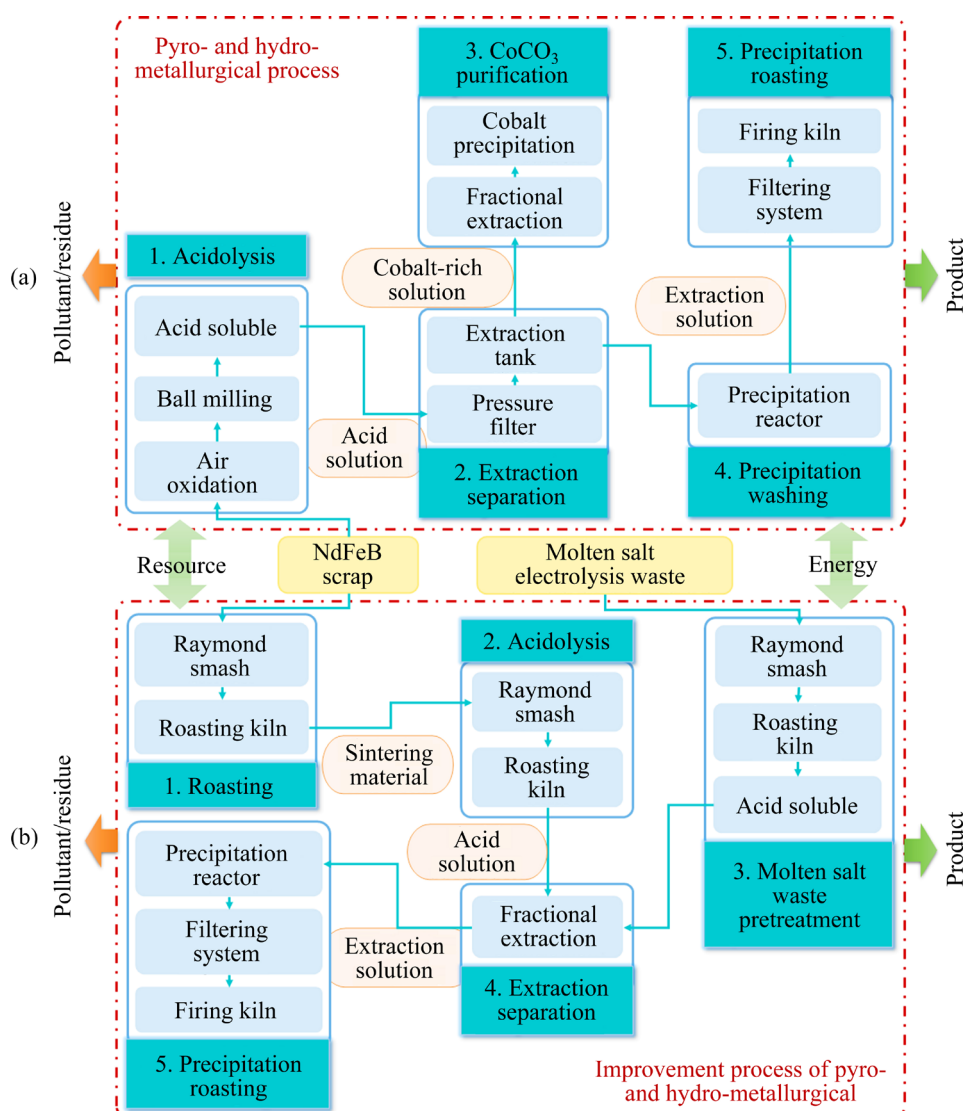 Pyro- and hydro-
metallurgical process
3. CoCO₃
purification
5. Precipitation
roasting
Cobalt
precipitation
Fractional
extraction
Firing kiln
Filtering
system
1. Acidolysis
Cobalt-rich
solution
Extraction
solution
(a)
Pollutant/residue
Product
Acid soluble
Ball milling
Air
oxidation
Acid
solution
Extraction
tank
Pressure
filter
2. Extraction
separation
Precipitation
reactor
4. Precipitation
washing
Resource
NdFeB
scrap
Molten salt
electrolysis waste
Energy
Raymond
smash
Roasting kiln
1. Roasting
Sintering
material
2. Acidolysis
Raymond
smash
Roasting
kiln
Raymond
smash
Roasting
kiln
Acid soluble
3. Molten salt
waste
pretreatment
(b)
Pollutant/residue
Product
Acid
solution
Precipitation
reactor
Filtering
system
Firing kiln
5. Precipitation
roasting
Extraction
solution
Fractional
extraction
4. Extraction
separation
Improvement process of pyro-
and hydro-metallurgical